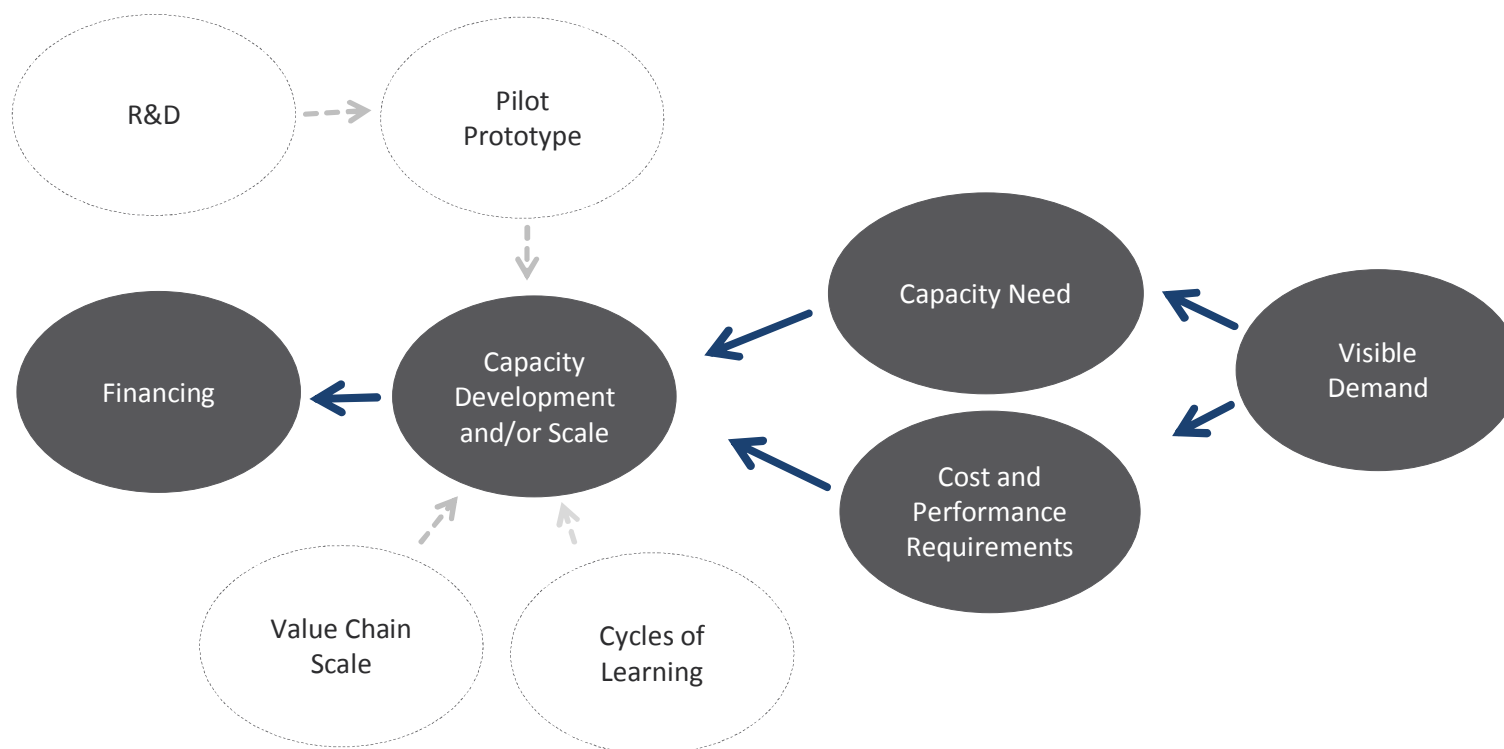 R&D
Pilot
Prototype
Capacity Need
Visible
Demand
Financing
Capacity
Development
and/or Scale
Cost and
Performance
Requirements
Value Chain
Scale
Cycles of
Learning